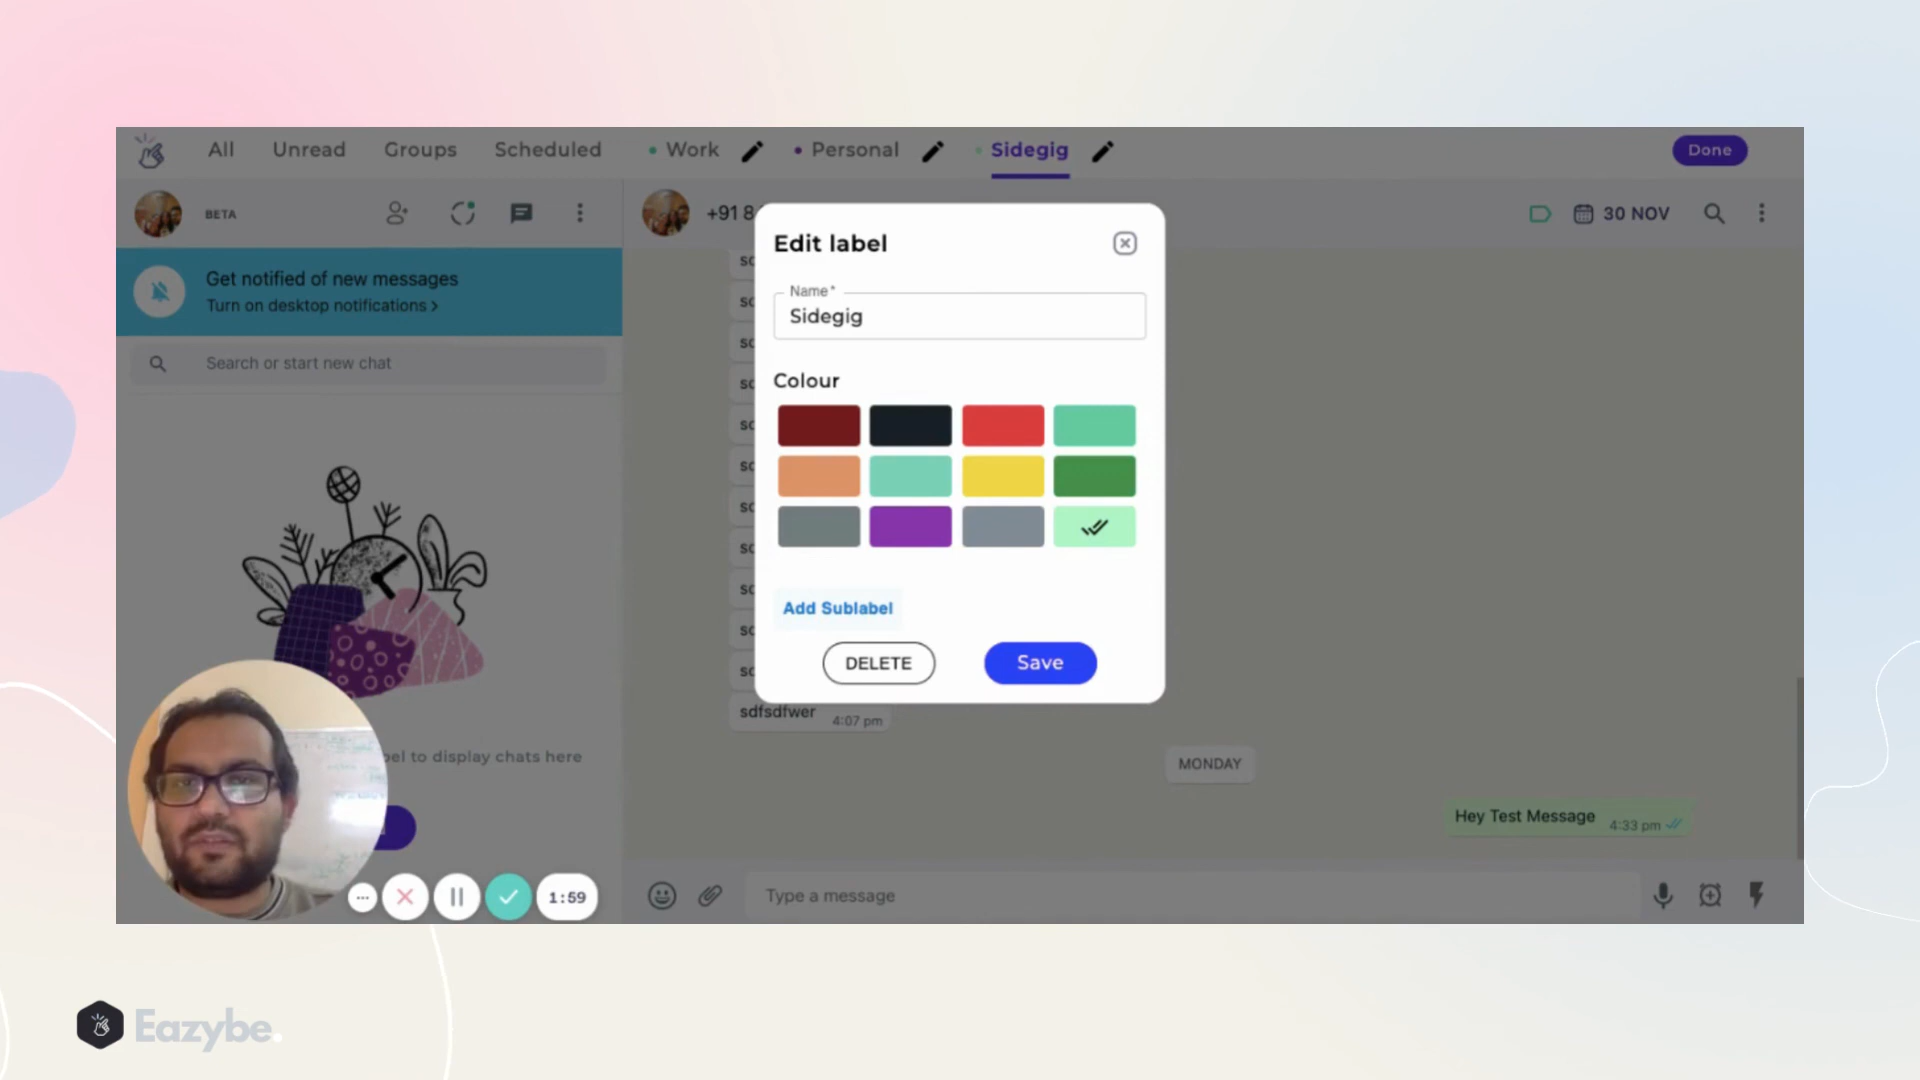 All Unread Groups Scheduled Work Personal Sidegig Done
BETA
+91 8
30 NOV
Get notified of new messages
Turn on desktop notifications >
Search or start new chat
to display chats here
Edit label
Name*
Sidegig
Colour
Add Sublabel
DELETE Save
sdfsdfwer 4:07 pm
MONDAY
Hey Test Message 4:33 pm
Type a message
1:59
Eazybe.